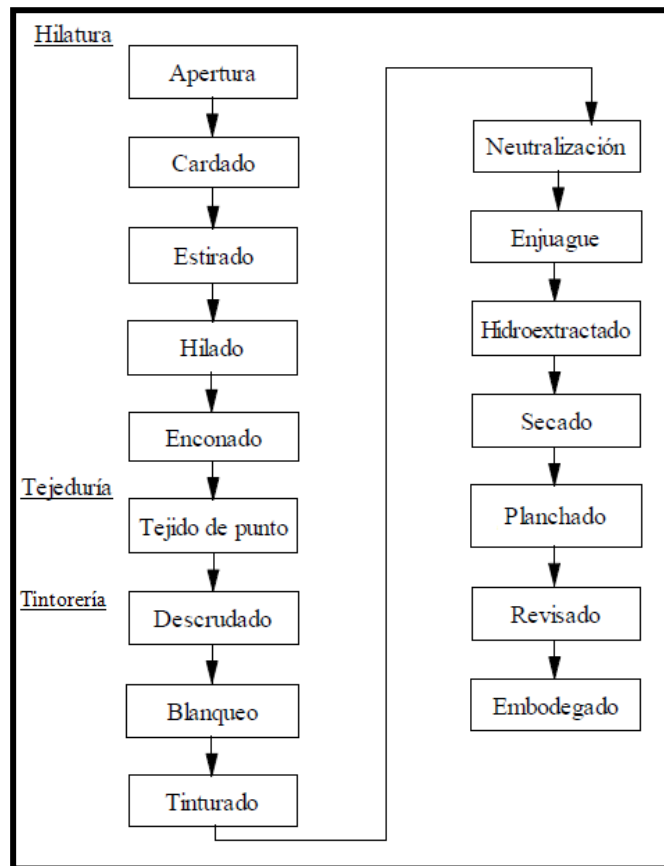 Hilatura
Apertura
Cardado
Estirado
Hilado
Enconado
Tejeduría
Tejido de punto
Tintorería
Descrudado
Blanqueo
Tinturado
Neutralización
Enjuague
Hidroextractado
Secado
Planchado
Revisado
Embodegado